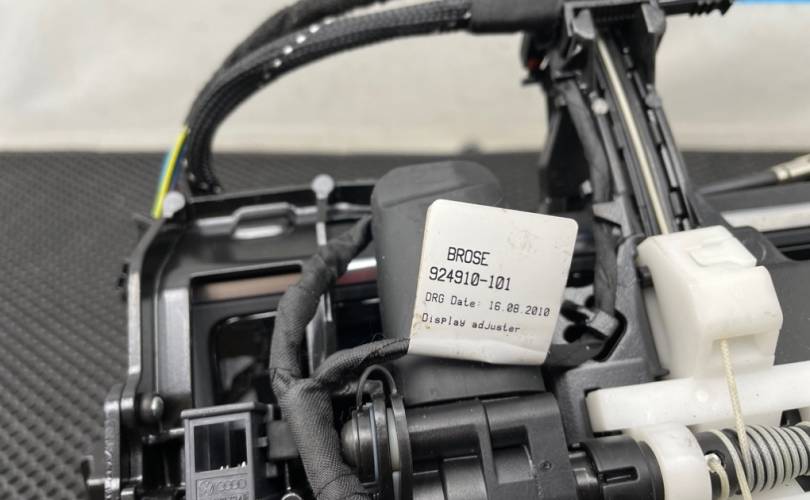 BROSE
924910-101
DRG Date: 16.08.2010
Display adjuster